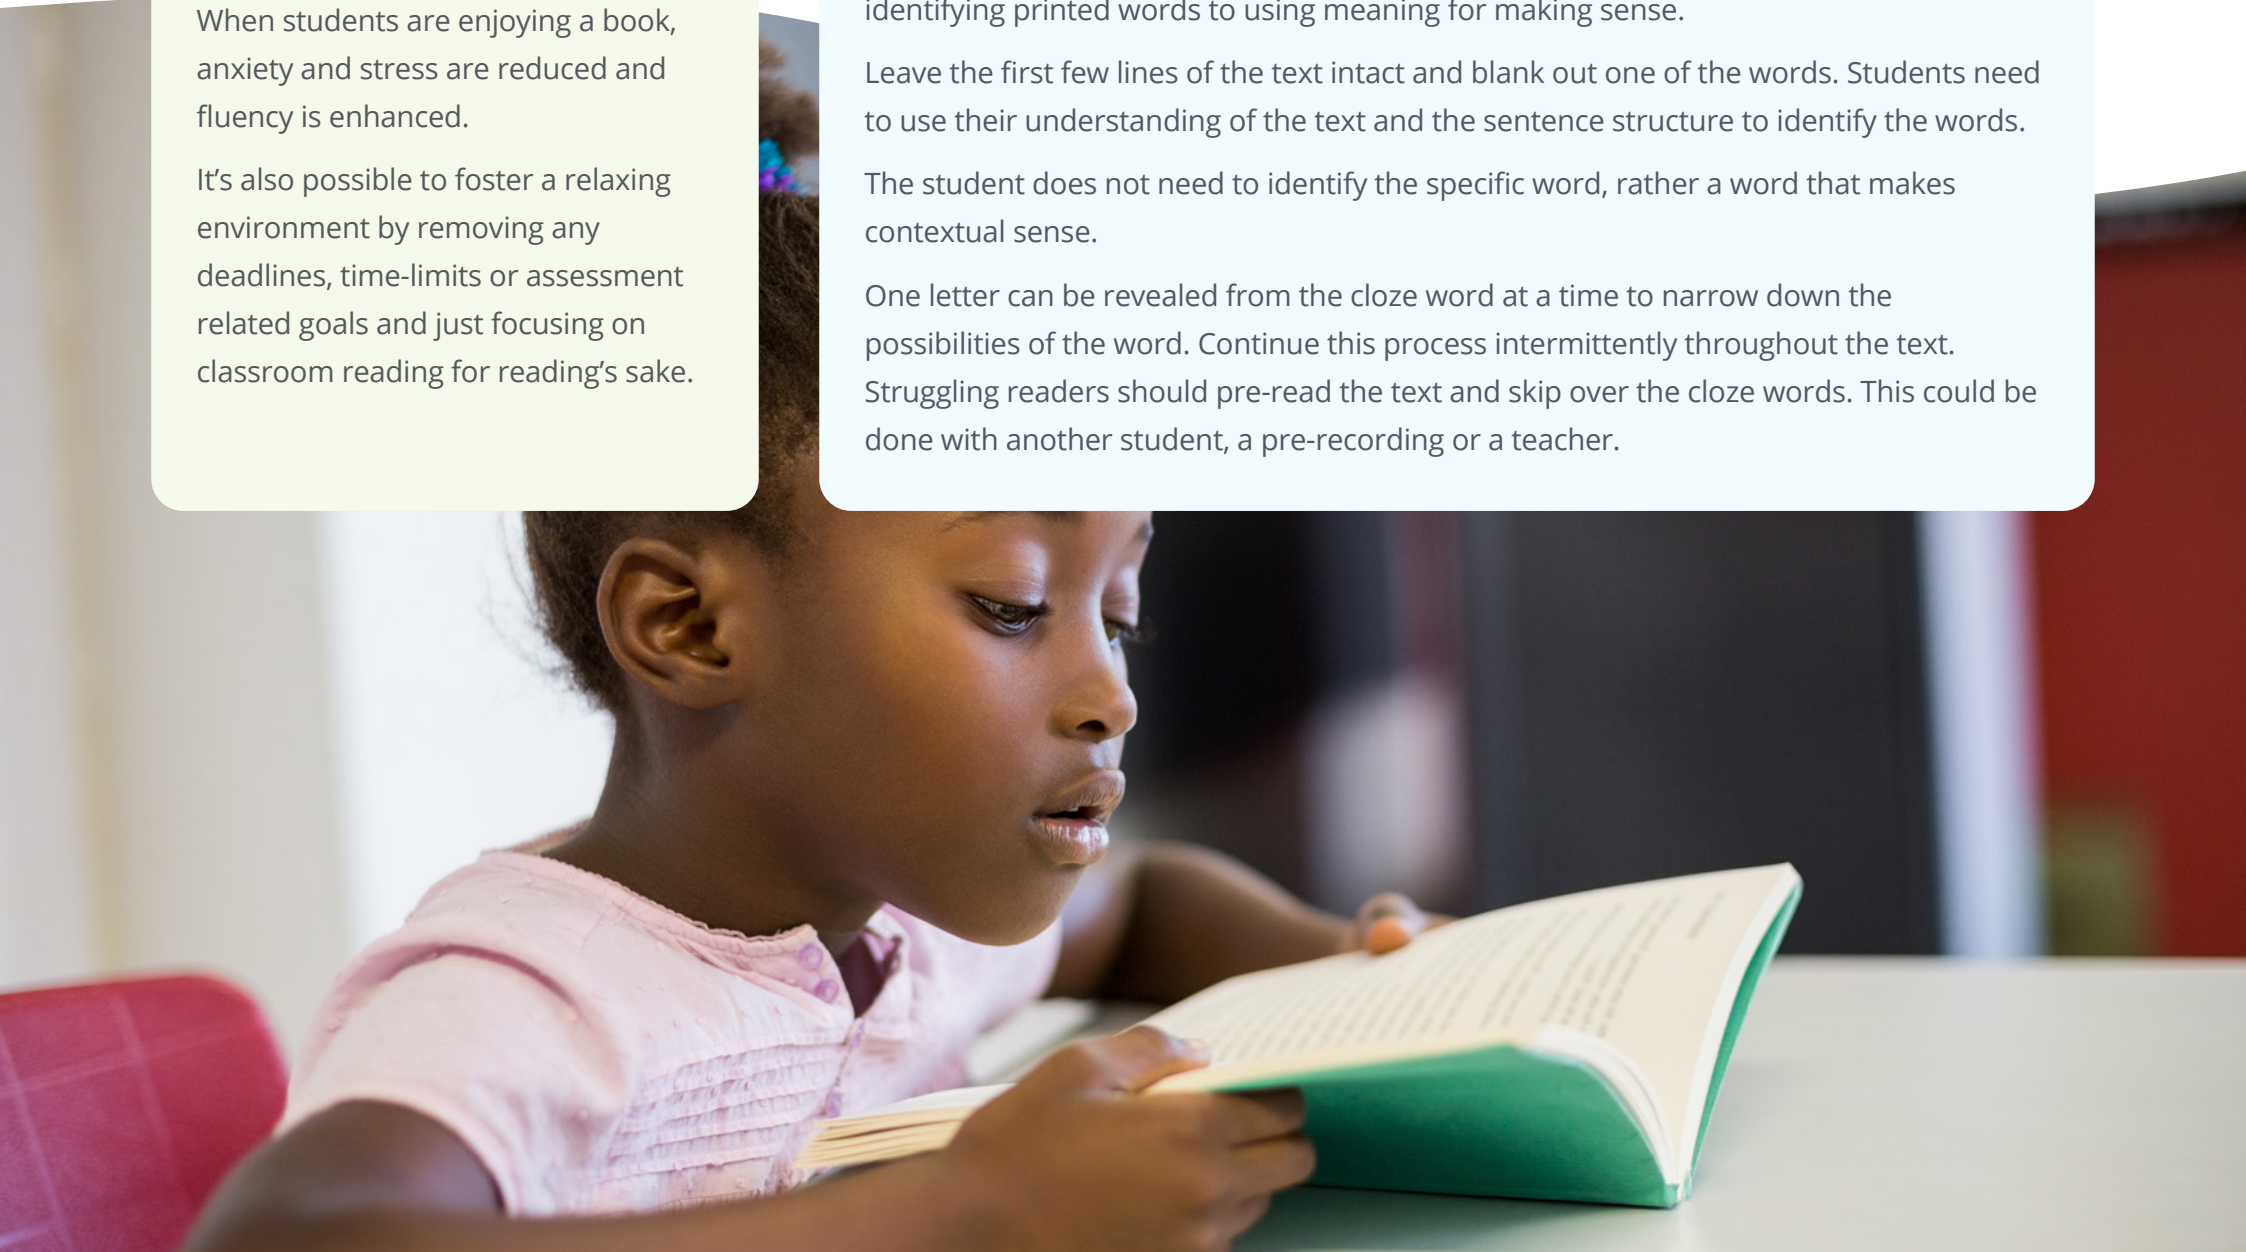 When students are enjoying a book,
anxiety and stress are reduced and
fluency is enhanced.
It’s also possible to foster a relaxing
environment by removing any
deadlines, time-limits or assessment
related goals and just focusing on
classroom reading for reading’s sake.
identifying printed words to using meaning for making sense.
Leave the first few lines of the text intact and blank out one of the words. Students need
to use their understanding of the text and the sentence structure to identify the words.
The student does not need to identify the specific word, rather a word that makes
contextual sense.
One letter can be revealed from the cloze word at a time to narrow down the
possibilities of the word. Continue this process intermittently throughout the text.
Struggling readers should pre-read the text and skip over the cloze words. This could be
done with another student, a pre-recording or a teacher.